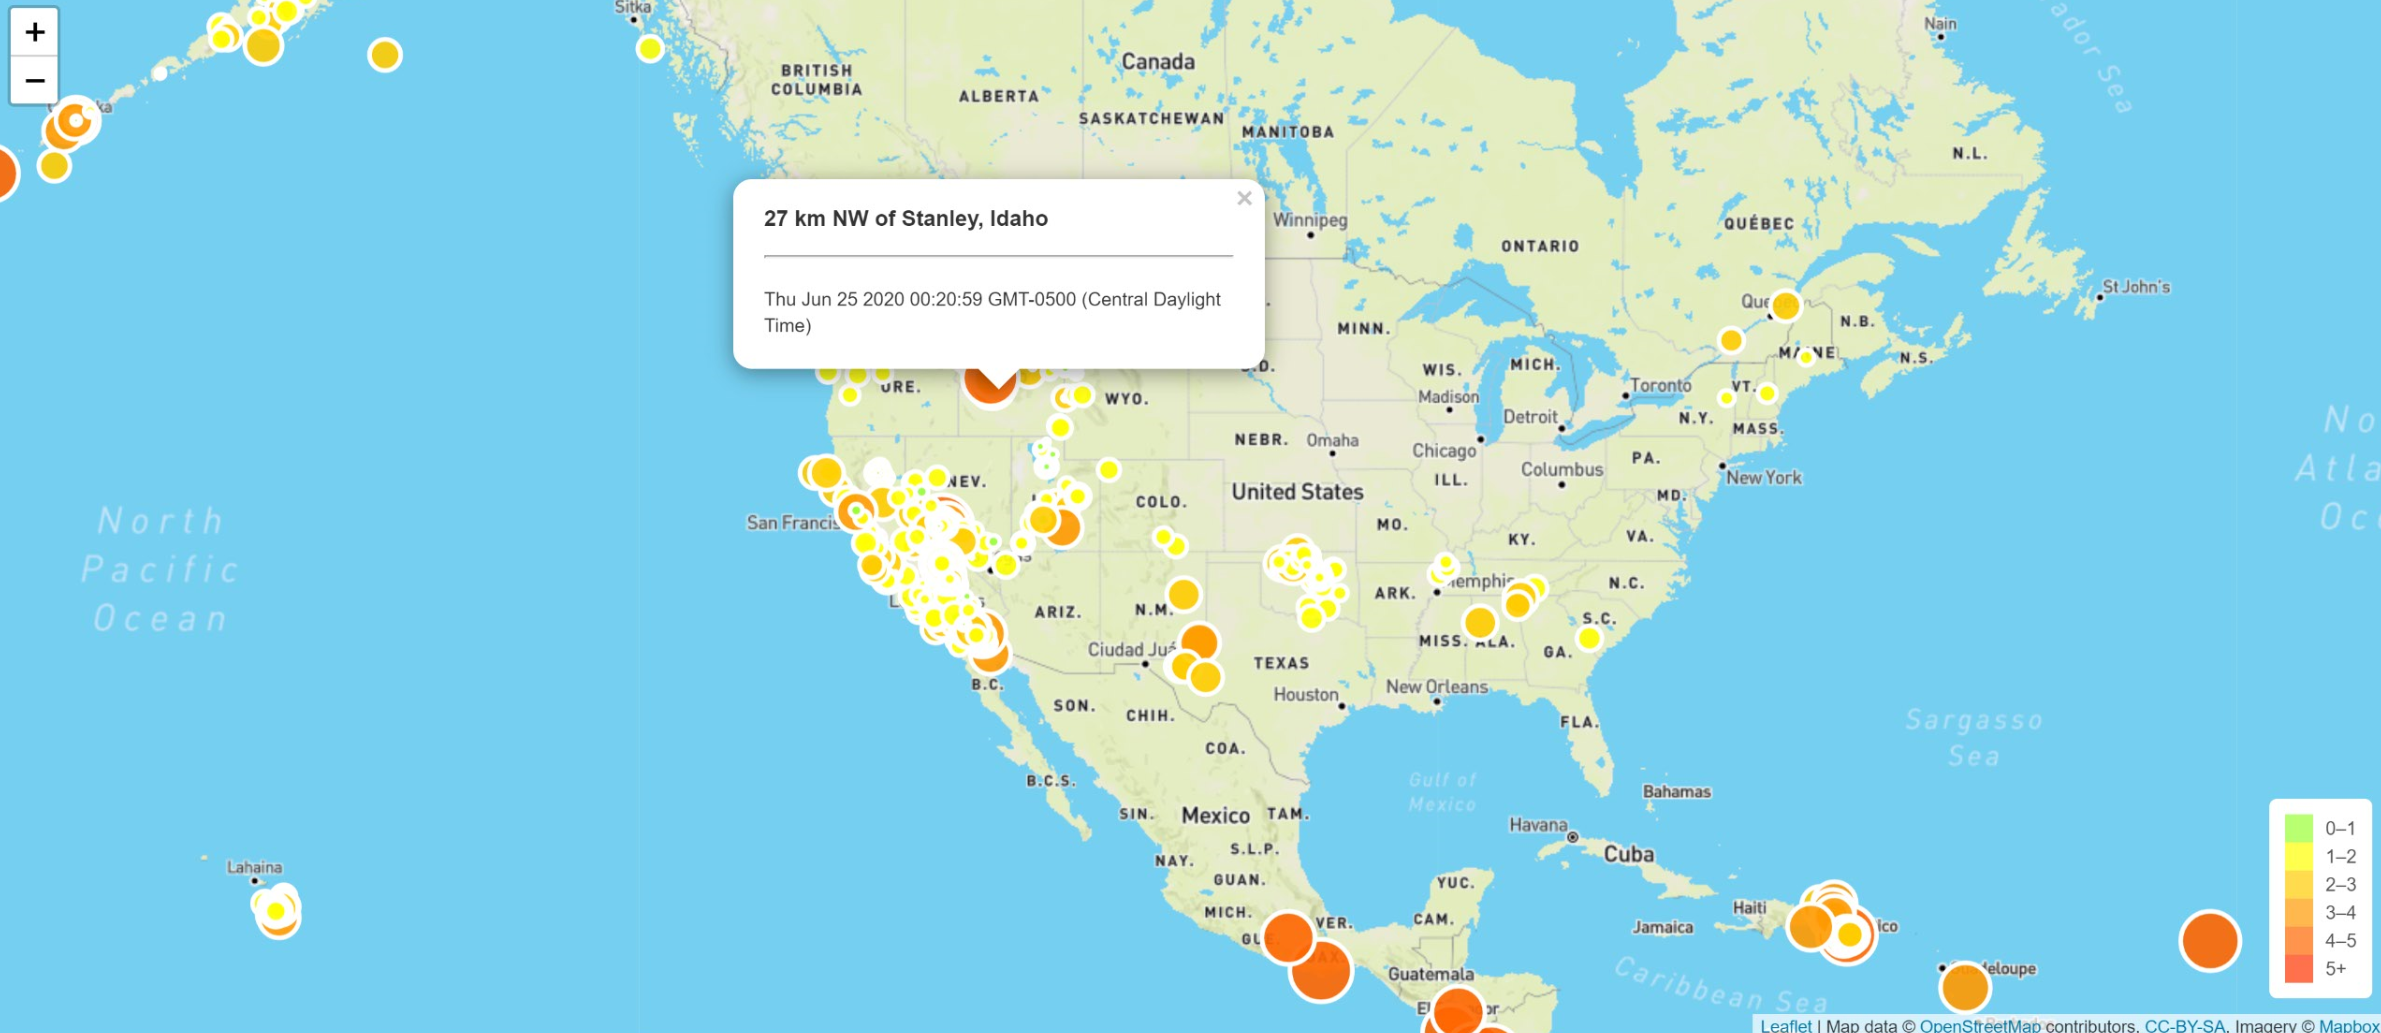 +
−
Sitka
Nain
Canada
BRITISH
COLUMBIA
ALBERTA
SASKATCHEWAN
MANITOBA
N.L.
27 km NW of Stanley, Idaho
×
Thu Jun 25 2020 00:20:59 GMT-0500 (Central Daylight
Time)
Winnipeg
ONTARIO
QUÉBEC
St John's
N.B.
N.S.
MINN.
WIS.
MICH.
Toronto
VT.
MAINE
ORE.
WYO.
Madison
Detroit
N.Y.
MASS.
NEBR.
Omaha
Chicago
ILL.
Columbus
PA.
New York
NEV.
United States
COLO.
MD.
San Francis
MO.
KY.
VA.
North
Pacific
Ocean
ARIZ.
N.M.
ARK.
emphis
N.C.
S.C.
MISS.
ALA.
GA.
Ciudad Juá
TEXAS
Houston
New Orleans
FLA.
B.C.
SON.
CHIH.
COA.
B.C.S.
Sargasso
Sea
Gulf of
Mexico
Bahamas
SIN.
Mexico
TAM.
Havana
Cuba
NAY.
S.L.P.
GUAN.
YUC.
MICH.
VER.
CAM.
Haiti
Jamaica
ico
Lahaina
Guatemala
Caribbean Sea
eloupe
0–1
1–2
2–3
3–4
4–5
5+
Leaflet | Map data © OpenStreetMap contributors, CC-BY-SA, Imagery © Mapbox